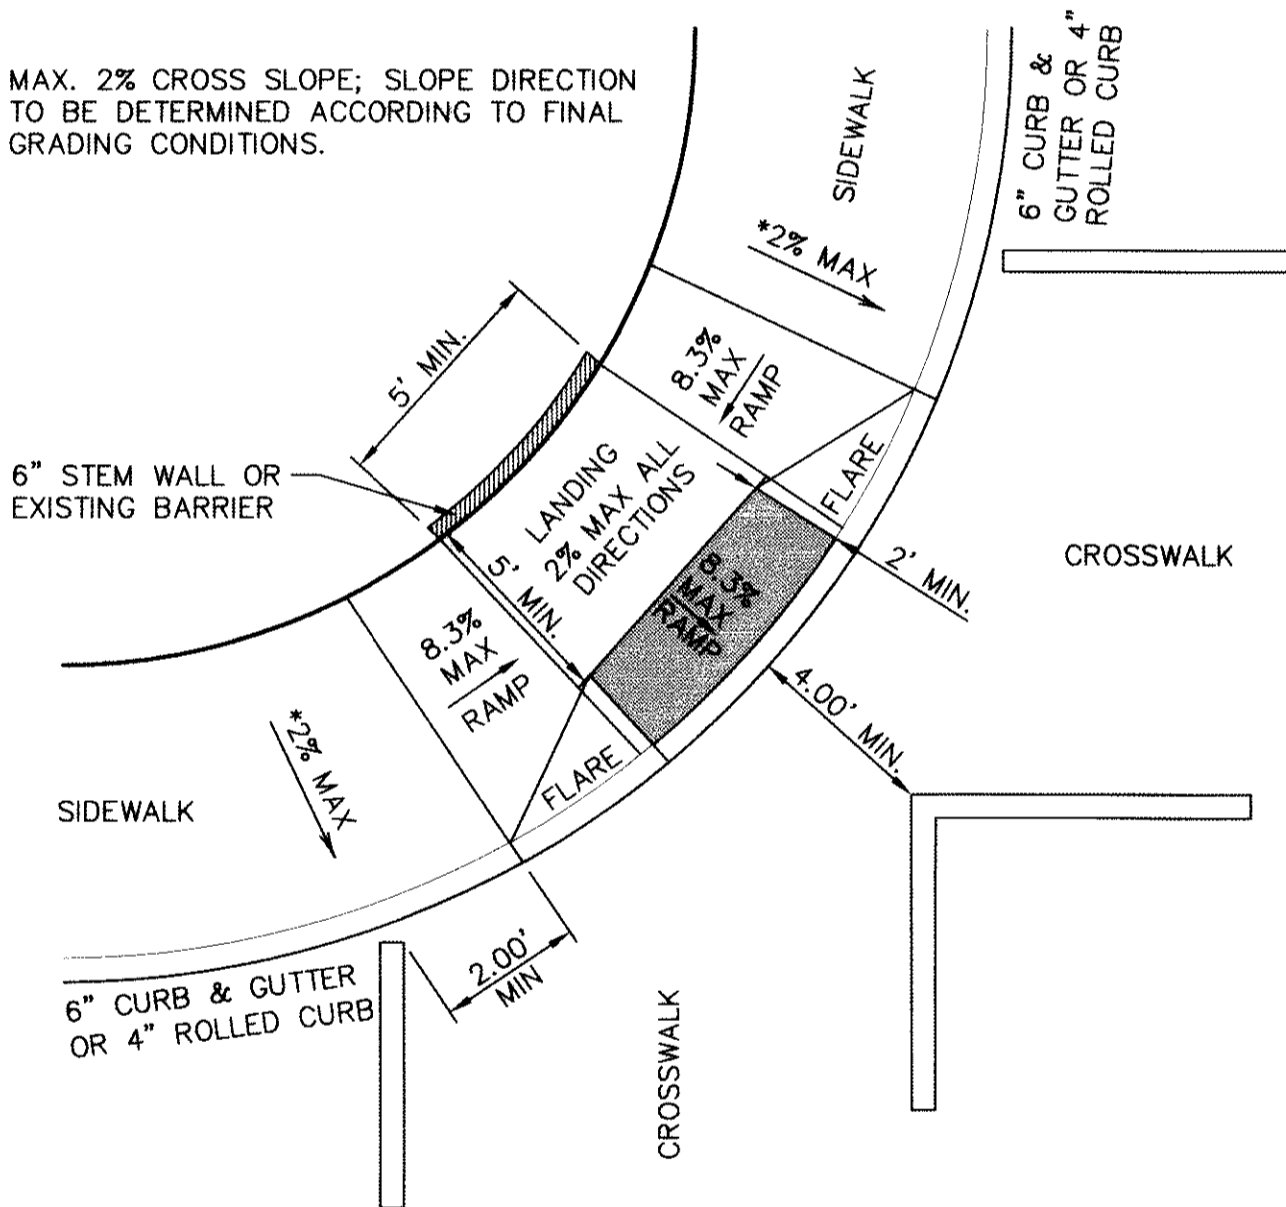 MAX. 2% CROSS SLOPE; SLOPE DIRECTION
TO BE DETERMINED ACCORDING TO FINAL
GRADING CONDITIONS.
SIDEWALK
6" CURB &
GUTTER OR 4"
ROLLED CURB
*2% MAX
5' MIN.
8.3%
MAX
RAMP
6" STEM WALL OR
EXISTING BARRIER
LANDING
2% MAX ALL
DIRECTIONS
FLARE
5'
MIN.
8.3%
MAX
RAMP
2' MIN.
CROSSWALK
8.3%
MAX
RAMP
4.00' MIN.
*2% MAX
FLARE
SIDEWALK
2.00'
MIN
6" CURB & GUTTER
OR 4" ROLLED CURB
CROSSWALK